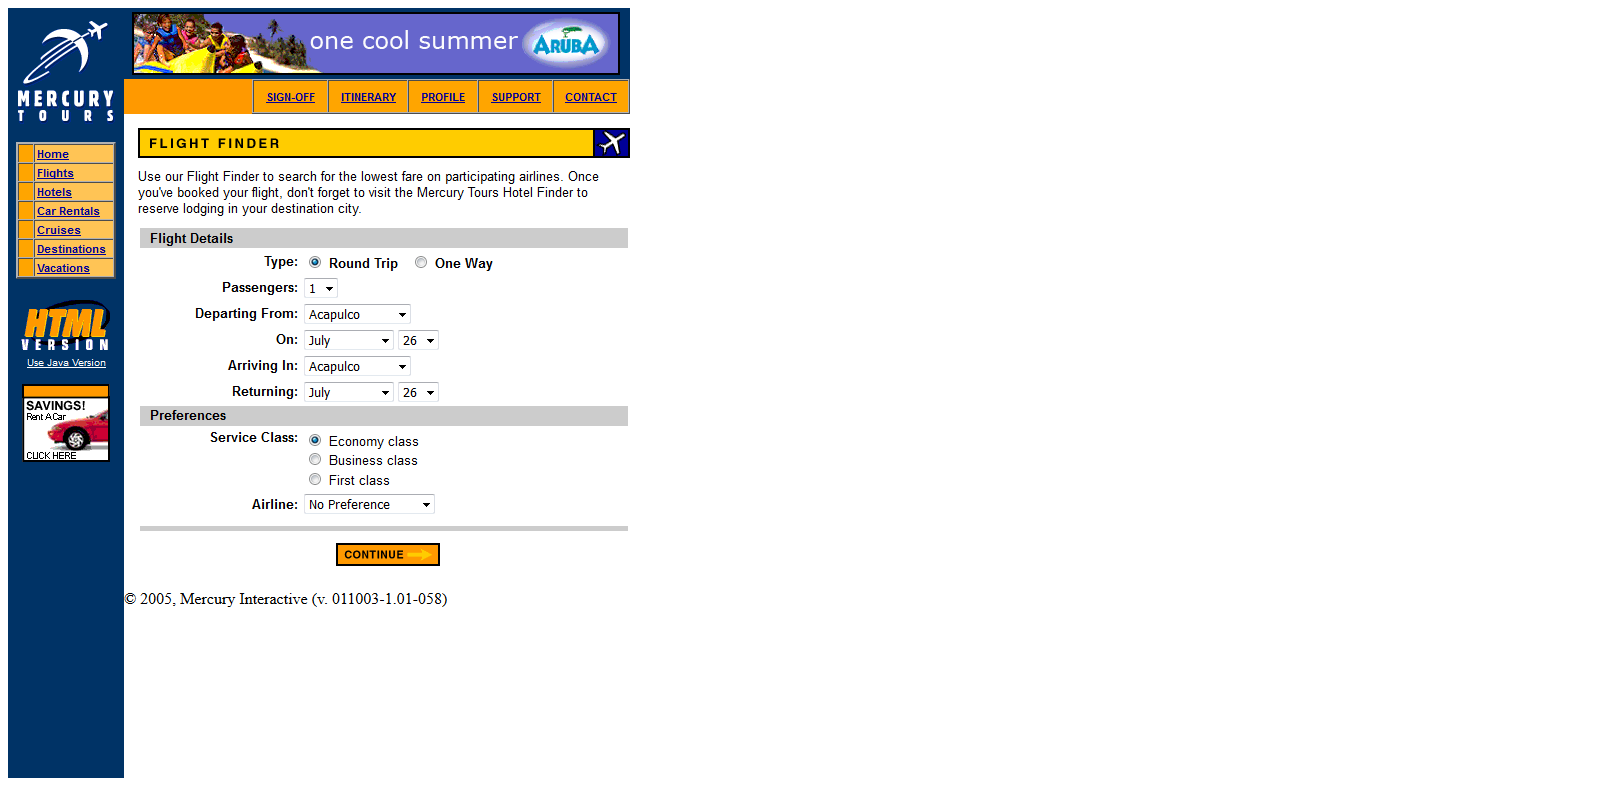 one cool summer ARUBA
MERCURY
TOURS
SIGN-OFF ITINERARY PROFILE SUPPORT CONTACT
FLIGHT FINDER
Home
Flights
Hotels
Car Rentals
Cruises
Destinations
Vacations
HTML
VERSION
Use Java Version
SAVINGS!
Rent A Car
CLICK HERE
Use our Flight Finder to search for the lowest fare on participating airlines. Once
you've booked your flight, don't forget to visit the Mercury Tours Hotel Finder to
reserve lodging in your destination city.
Flight Details
Type: Round Trip One Way
Passengers: 1
Departing From: Acapulco
On: July 26
Arriving In: Acapulco
Returning: July 26
Preferences
Service Class: Economy class
Business class
First class
Airline: No Preference
CONTINUE
© 2005, Mercury Interactive (v. 011003-1.01-058)